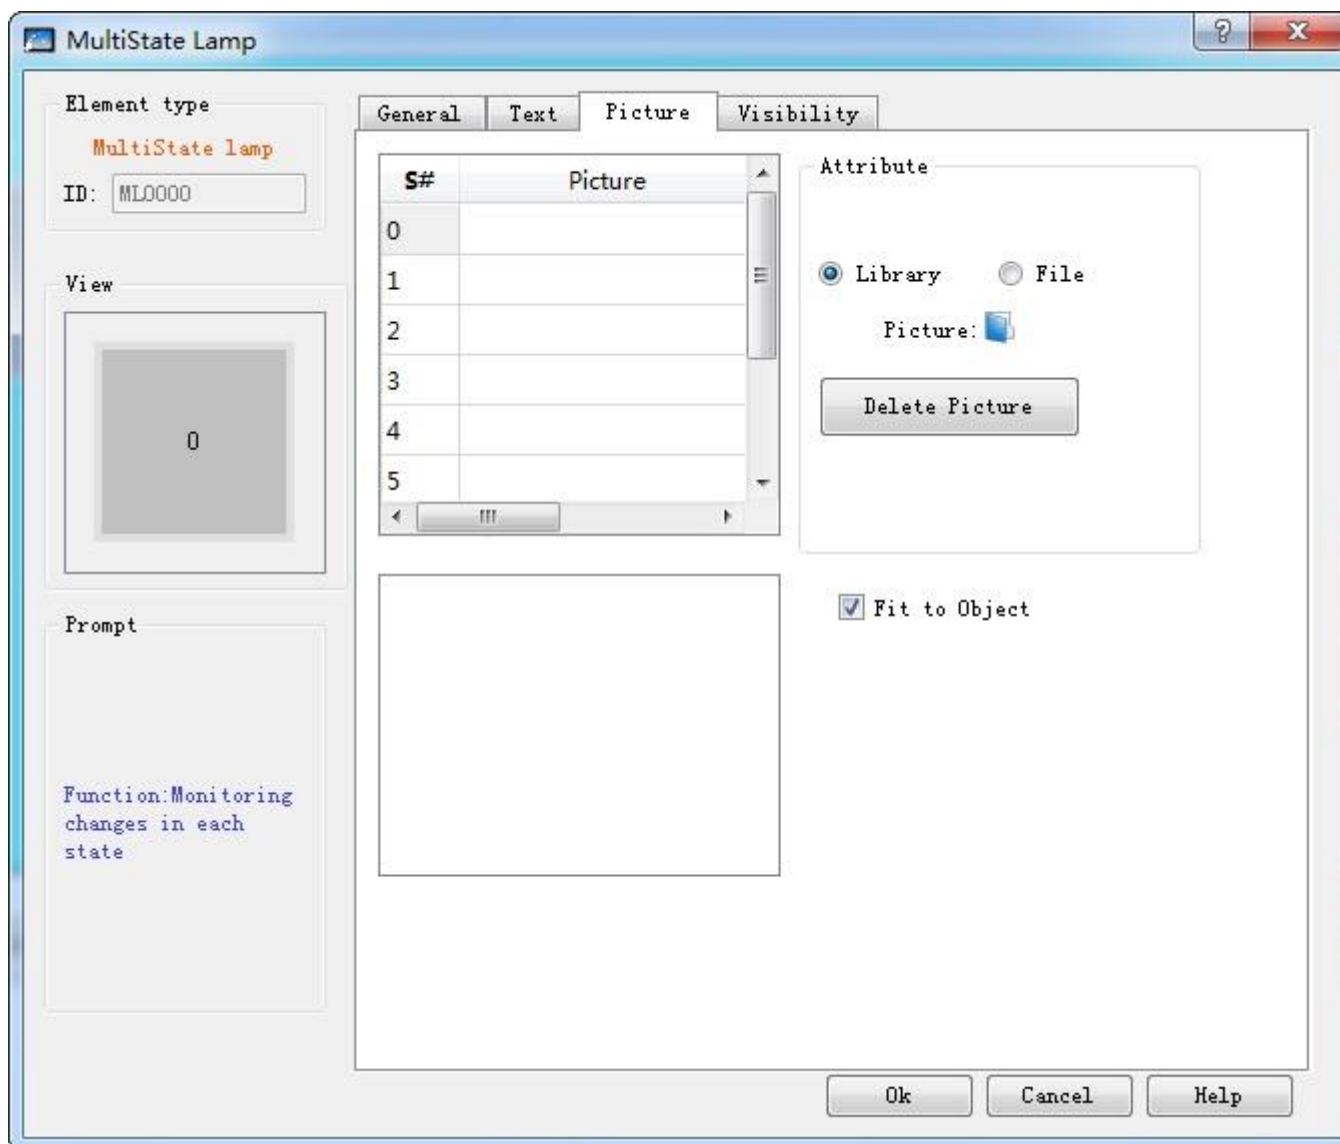 MultiState Lamp
Element type
MultiState lamp
ID: ML0000
View
0
Prompt
Function:Monitoring
changes in each
state
General Text Picture Visibility
S# Picture
0
1
2
3
4
5
Attribute
Library File
Picture:
Delete Picture
Fit to Object
Ok Cancel Help